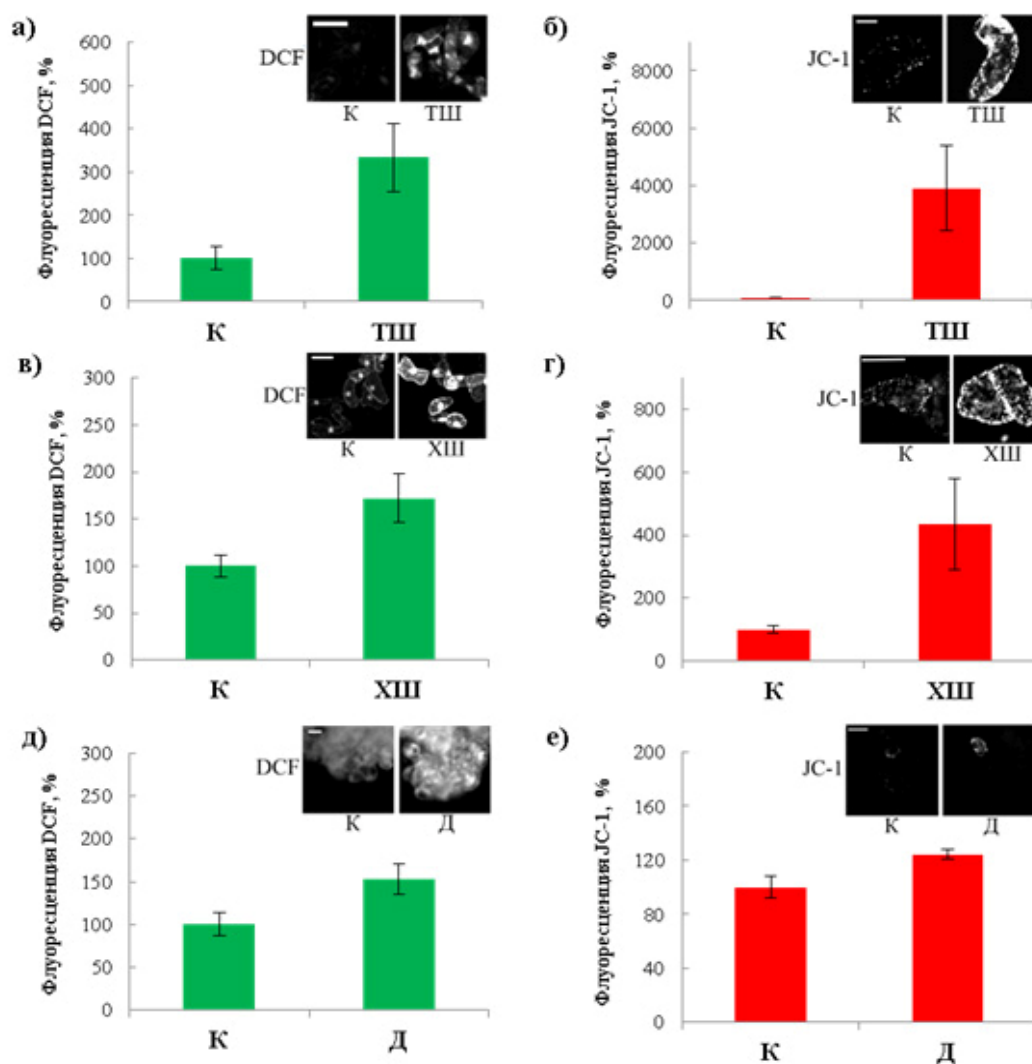 а)
Флуоресценция DCF, %
600
500
400
300
200
100
0
DCF
К ТШ
К ТШ
б)
Флуоресценция JC-1, %
8000
6000
4000
2000
0
JC-1
К ТШ
К ТШ
в)
Флуоресценция DCF, %
300
250
200
150
100
50
0
DCF
К ХШ
К ХШ
г)
Флуоресценция JC-1, %
800
600
400
200
0
JC-1
К ХШ
К ХШ
д)
Флуоресценция DCF, %
300
250
200
150
100
50
0
DCF
К Д
К Д
е)
Флуоресценция JC-1, %
200
160
120
80
40
0
JC-1
К Д
К Д